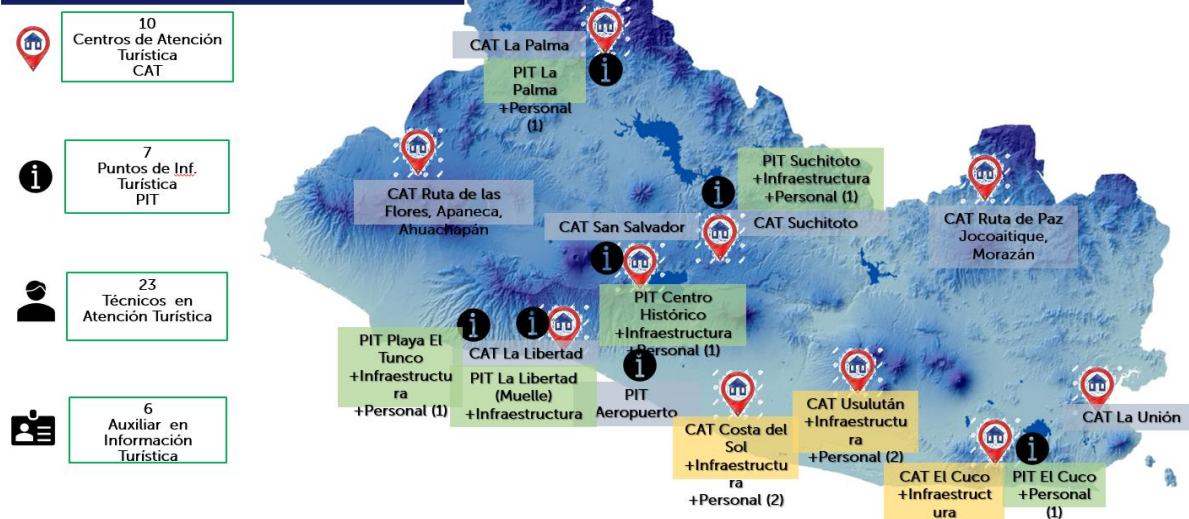 10
Centros de Atención
Turística
CAT
7
Puntos de Inf.
Turística
PIT
23
Técnicos en
Atención Turística
6
Auxiliar en
Información
Turística
CAT La Palma
PIT La
Palma
+Personal
(1)
CAT Ruta de las
Flores, Apaneca,
Ahuachapán
PIT Suchitoto
+Infraestructura
+Personal (1)
CAT San Salvador
CAT Suchitoto
CAT Ruta de Paz
Jocoaitique,
Morazán
PIT Centro
Histórico
+Infraestructura
+Personal (1)
PIT Playa El
Tunco
+Infraestructu
ra
+Personal (1)
CAT La Libertad
PIT La Libertad
(Muelle)
+Infraestructura
PIT
Aeropuerto
CAT Costa del
Sol
+Infraestructu
ra
+Personal (2)
CAT Usulután
+Infraestructu
ra
+Personal (2)
CAT La Unión
CAT El Cuco
+Infraestruct
ura
PIT El Cuco
+Personal
(1)